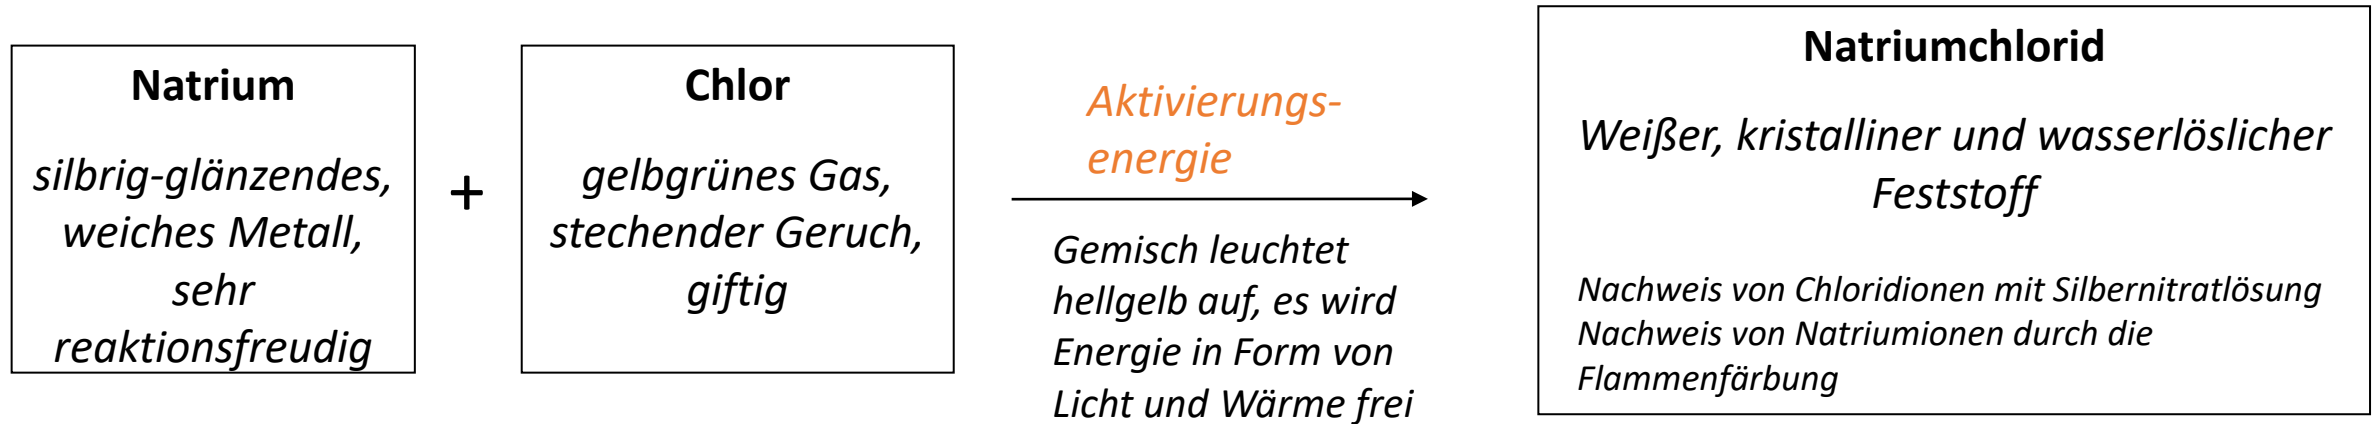 Natrium
silbrig-glänzendes,
weiches Metall,
sehr
reaktionsfreudig
+
Chlor
gelbgrünes Gas,
stechender Geruch,
giftig
Aktivierungs-
energie
Gemisch leuchtet
hellgelb auf, es wird
Energie in Form von
Licht und Wärme frei
Natriumchlorid
Weißer, kristalliner und wasserlöslicher
Feststoff
Nachweis von Chloridionen mit Silbernitratlösung
Nachweis von Natriumionen durch die
Flammenfärbung